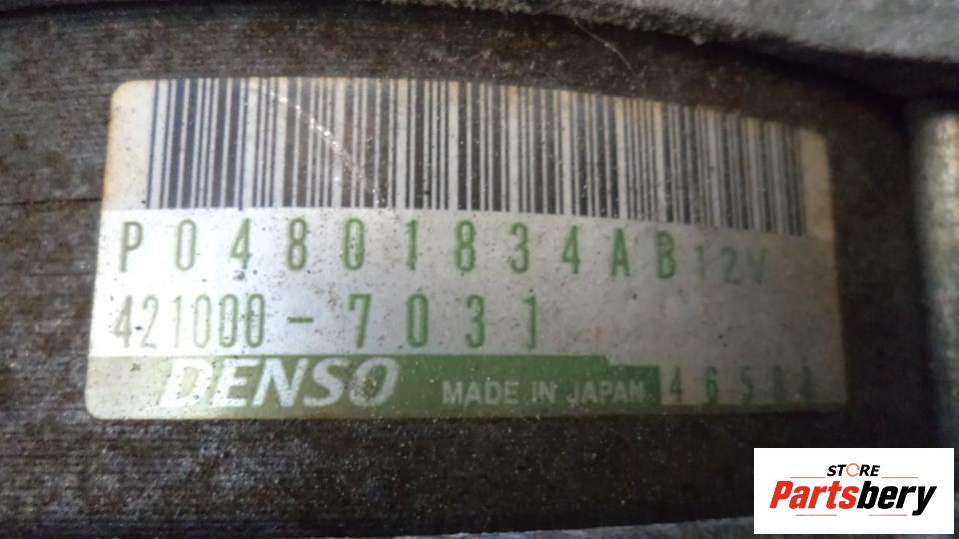 P04801834AB 12V
421000-7031
DENSO MADE IN JAPAN
STORE
Partsbery